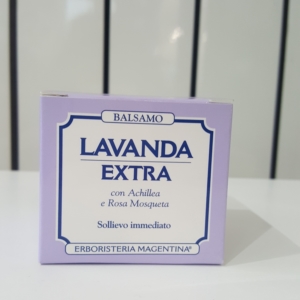 BALSAMO
LAVANDA
EXTRA
con Achillea
e Rosa Mosqueta
Sollievo immediato
ERBORISTERIA MAGENTINA®